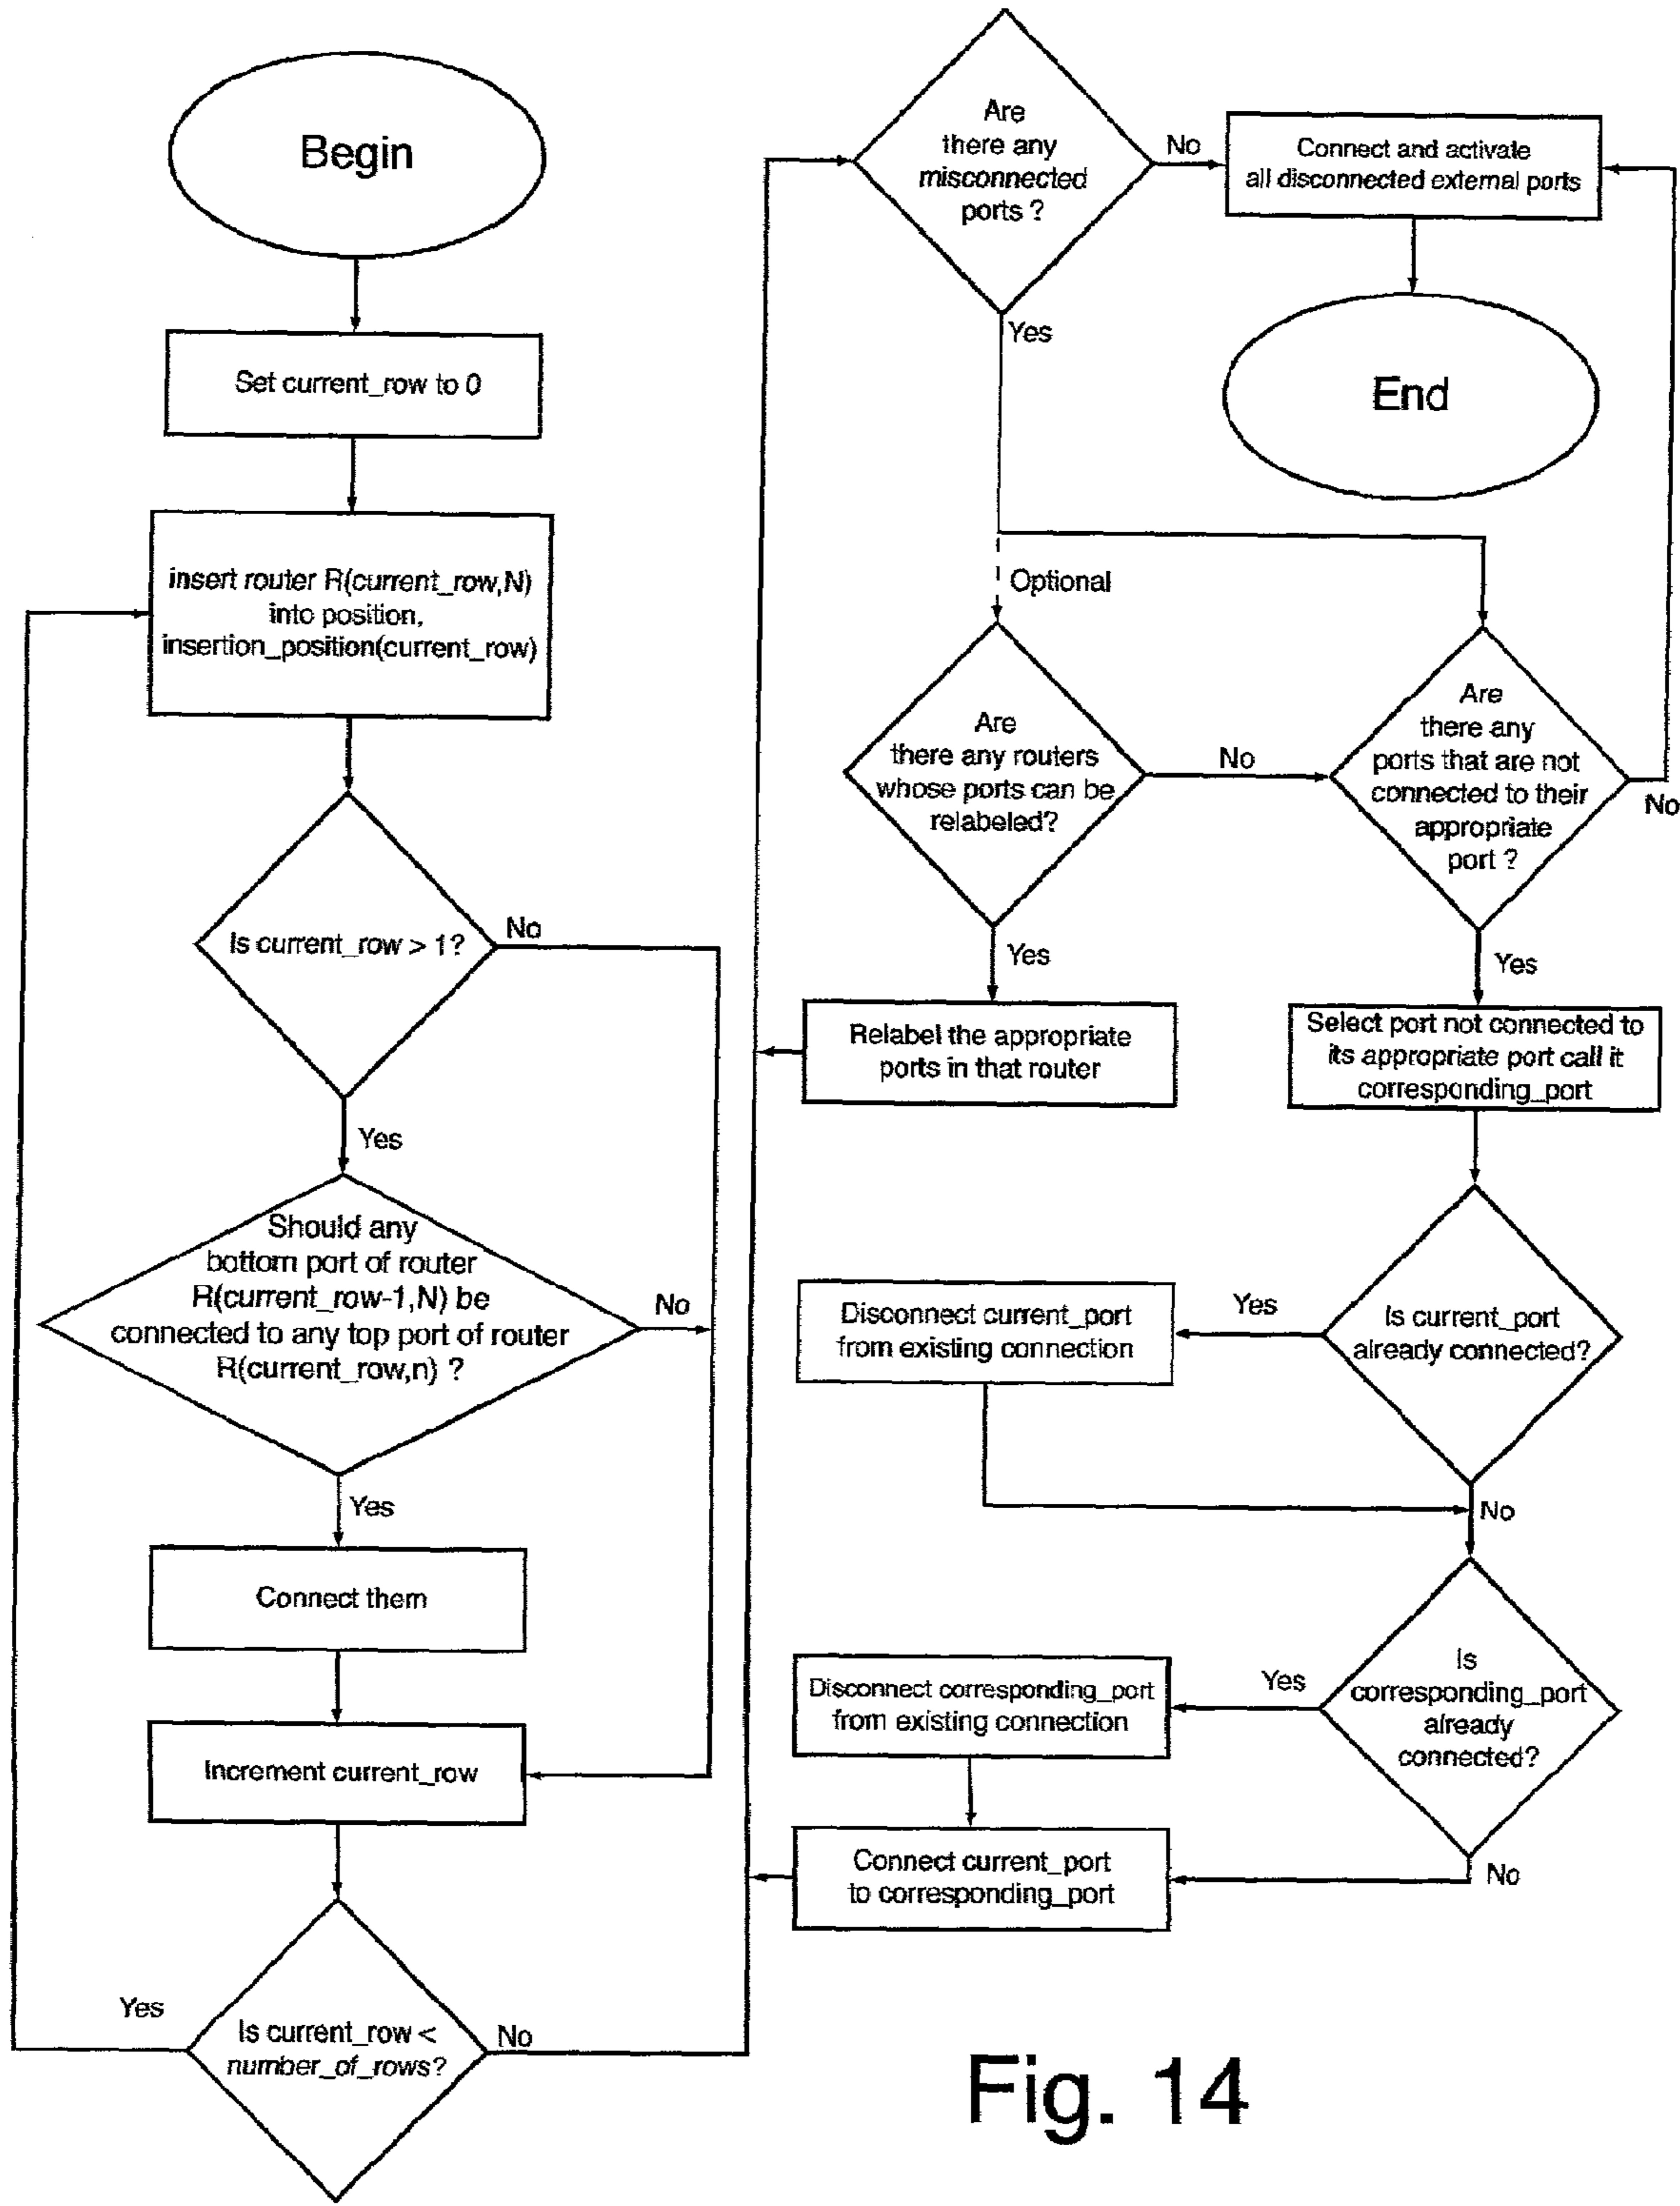 Begin
Set current_row to 0
insert router R(current_row,N)
into position,
insertion_position(current_row)
Is current_row > 1?
No
Yes
Should any
bottom port of router
R(current_row-1,N) be
connected to any top port of router
R(current_row,n) ?
No
Yes
Connect them
Increment current_row
Yes
Is current_row <
number_of_rows?
No
Are
there any
misconnected
ports ?
No
Connect and activate
all disconnected external ports
Yes
End
Optional
Are
there any routers
whose ports can be
relabeled?
No
Are
there any
ports that are not
connected to their
appropriate
port ?
No
Yes
Yes
Relabel the appropriate
ports in that router
Select port not connected to
its appropriate port call it
corresponding_port
Disconnect current_port
from existing connection
Yes
Is current_port
already connected?
No
Disconnect corresponding_port
from existing connection
Yes
Is
corresponding_port
already
connected?
Connect current_port
to corresponding_port
No
Fig. 14